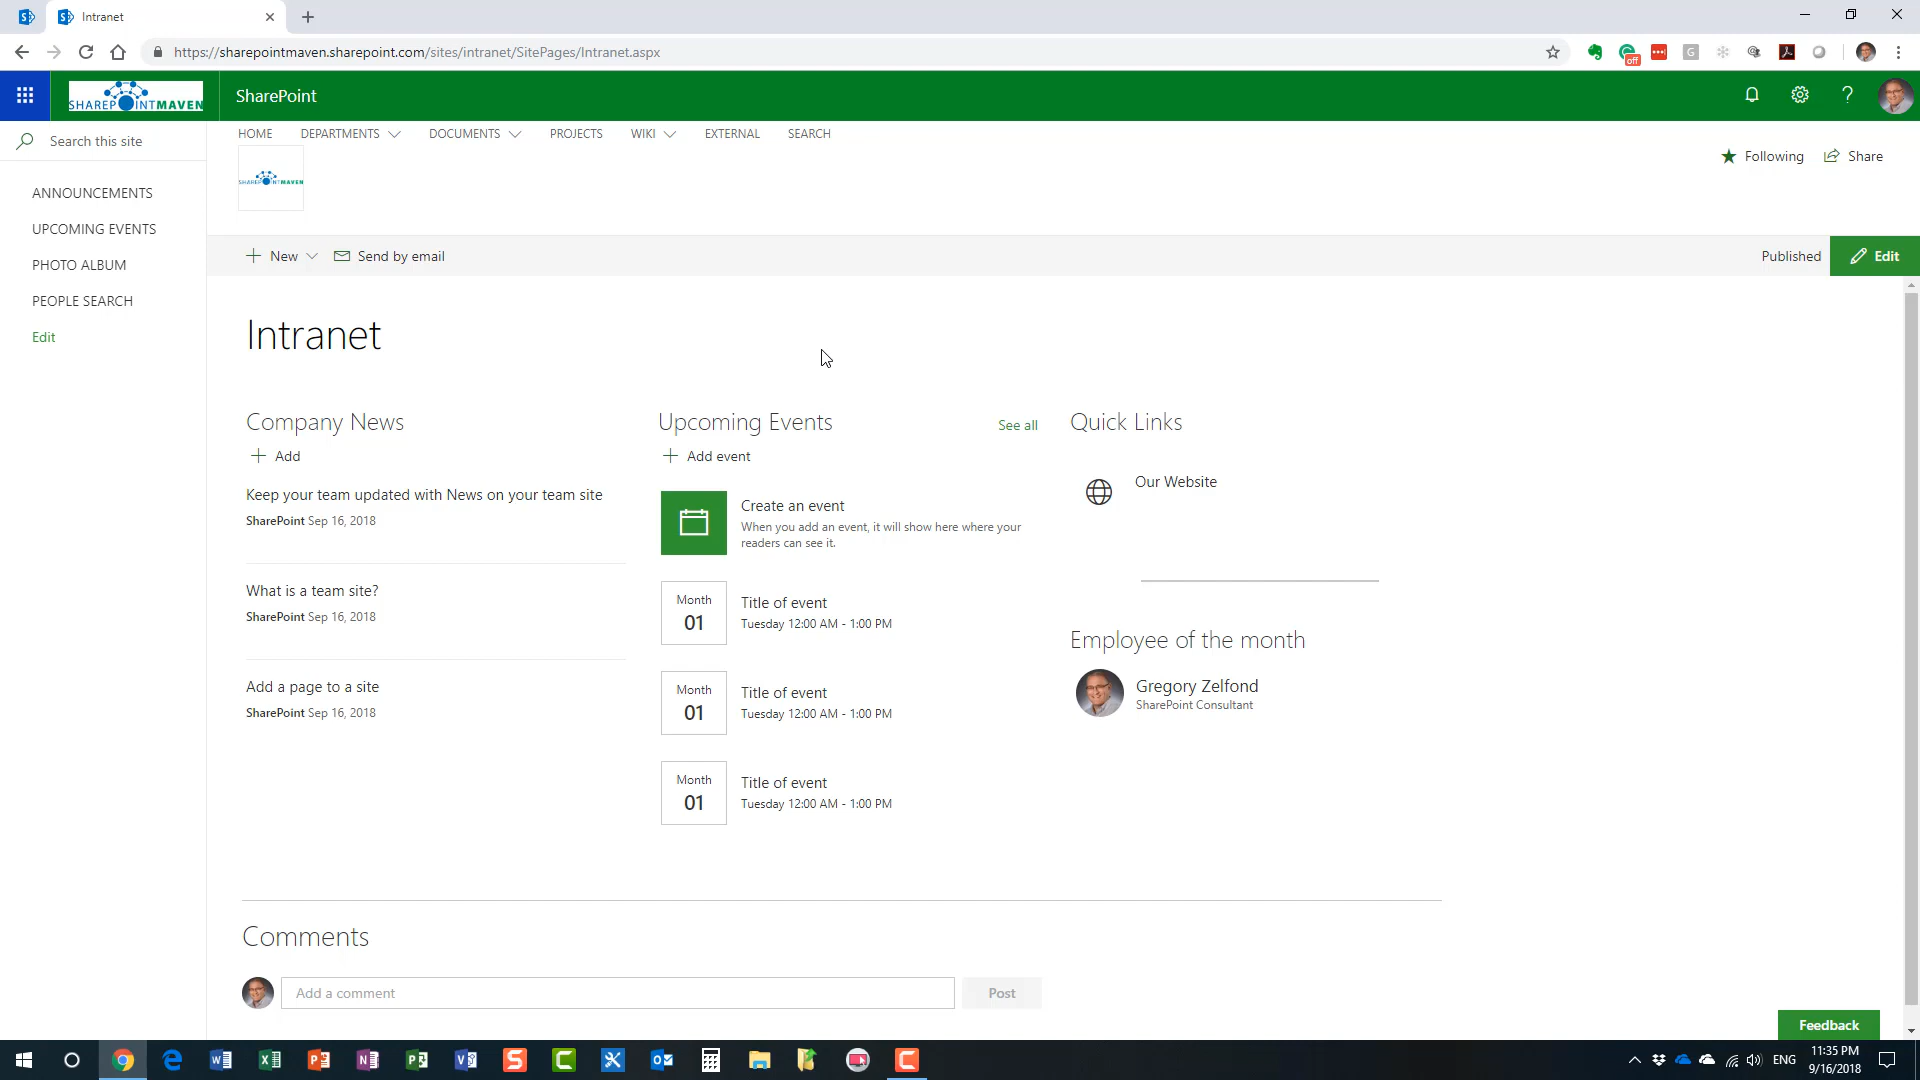 Intranet
https://sharepointmaven.sharepoint.com/sites/intranet/SitePages/Intranet.aspx
off
G
SHAREPOINTMAVEN
SharePoint
?
Search this site
HOME
DEPARTMENTS
DOCUMENTS
PROJECTS
WIKI
EXTERNAL
SEARCH
SHAREPOINTMAVEN
Following
Share
ANNOUNCEMENTS
UPCOMING EVENTS
PHOTO ALBUM
PEOPLE SEARCH
Edit
New
Send by email
Published
Edit
Intranet
Company News
Add
Keep your team updated with News on your team site
SharePoint Sep 16, 2018
What is a team site?
SharePoint Sep 16, 2018
Add a page to a site
SharePoint Sep 16, 2018
Upcoming Events
See all
Add event
Create an event
When you add an event, it will show here where your
readers can see it.
Month
01
Title of event
Tuesday 12:00 AM - 1:00 PM
Month
01
Title of event
Tuesday 12:00 AM - 1:00 PM
Month
01
Title of event
Tuesday 12:00 AM - 1:00 PM
Quick Links
Our Website
Employee of the month
Gregory Zelfond
SharePoint Consultant
Comments
Add a comment
Post
Feedback
ENG
11:35 PM
9/16/2018